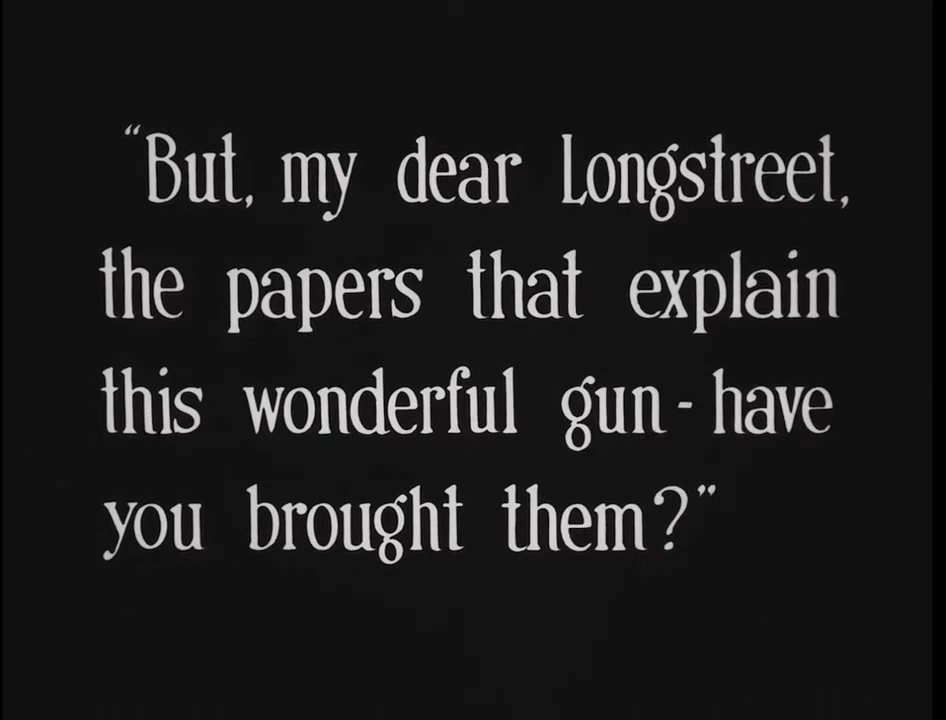 “But, my dear Longstreet,
the papers that explain
this wonderful gun - have
you brought them?”